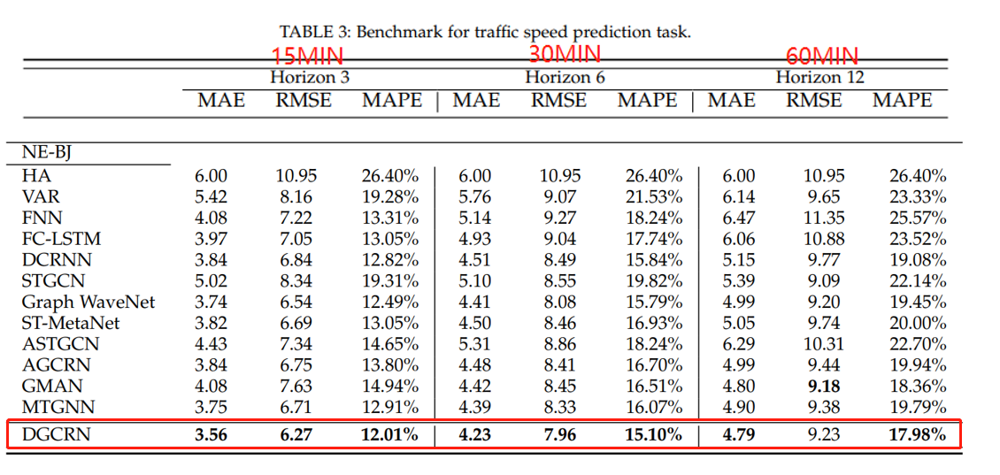 TABLE 3: Benchmark for traffic speed prediction task.
15MIN 30MIN 60MIN
Horizon 3 Horizon 6 Horizon 12
MAE RMSE MAPE MAE RMSE MAPE MAE RMSE MAPE
NE-BJ
HA 6.00 10.95 26.40% 6.00 10.95 26.40% 6.00 10.95 26.40%
VAR 5.42 8.16 19.28% 5.76 9.07 21.53% 6.14 9.65 23.33%
FNN 4.08 7.22 13.31% 5.14 9.27 18.24% 6.47 11.35 25.57%
FC-LSTM 3.97 7.05 13.05% 4.93 9.04 17.74% 6.06 10.88 23.52%
DCRNN 3.84 6.84 12.82% 4.51 8.49 15.84% 5.15 9.77 19.08%
STGCN 5.02 8.34 19.31% 5.10 8.55 19.82% 5.39 9.09 22.14%
Graph WaveNet 3.74 6.54 12.49% 4.41 8.08 15.79% 4.99 9.20 19.45%
ST-MetaNet 3.82 6.69 13.05% 4.50 8.46 16.93% 5.05 9.74 20.00%
ASTGCN 4.43 7.34 14.65% 5.31 8.86 18.24% 6.29 10.31 22.70%
AGCRN 3.84 6.75 13.80% 4.48 8.41 16.70% 4.99 9.44 19.94%
GMAN 4.08 7.63 14.94% 4.42 8.45 16.51% 4.80 9.18 18.36%
MTGNN 3.75 6.71 12.91% 4.39 8.33 16.07% 4.90 9.38 19.79%
DGCRN 3.56 6.27 12.01% 4.23 7.96 15.10% 4.79 9.23 17.98%